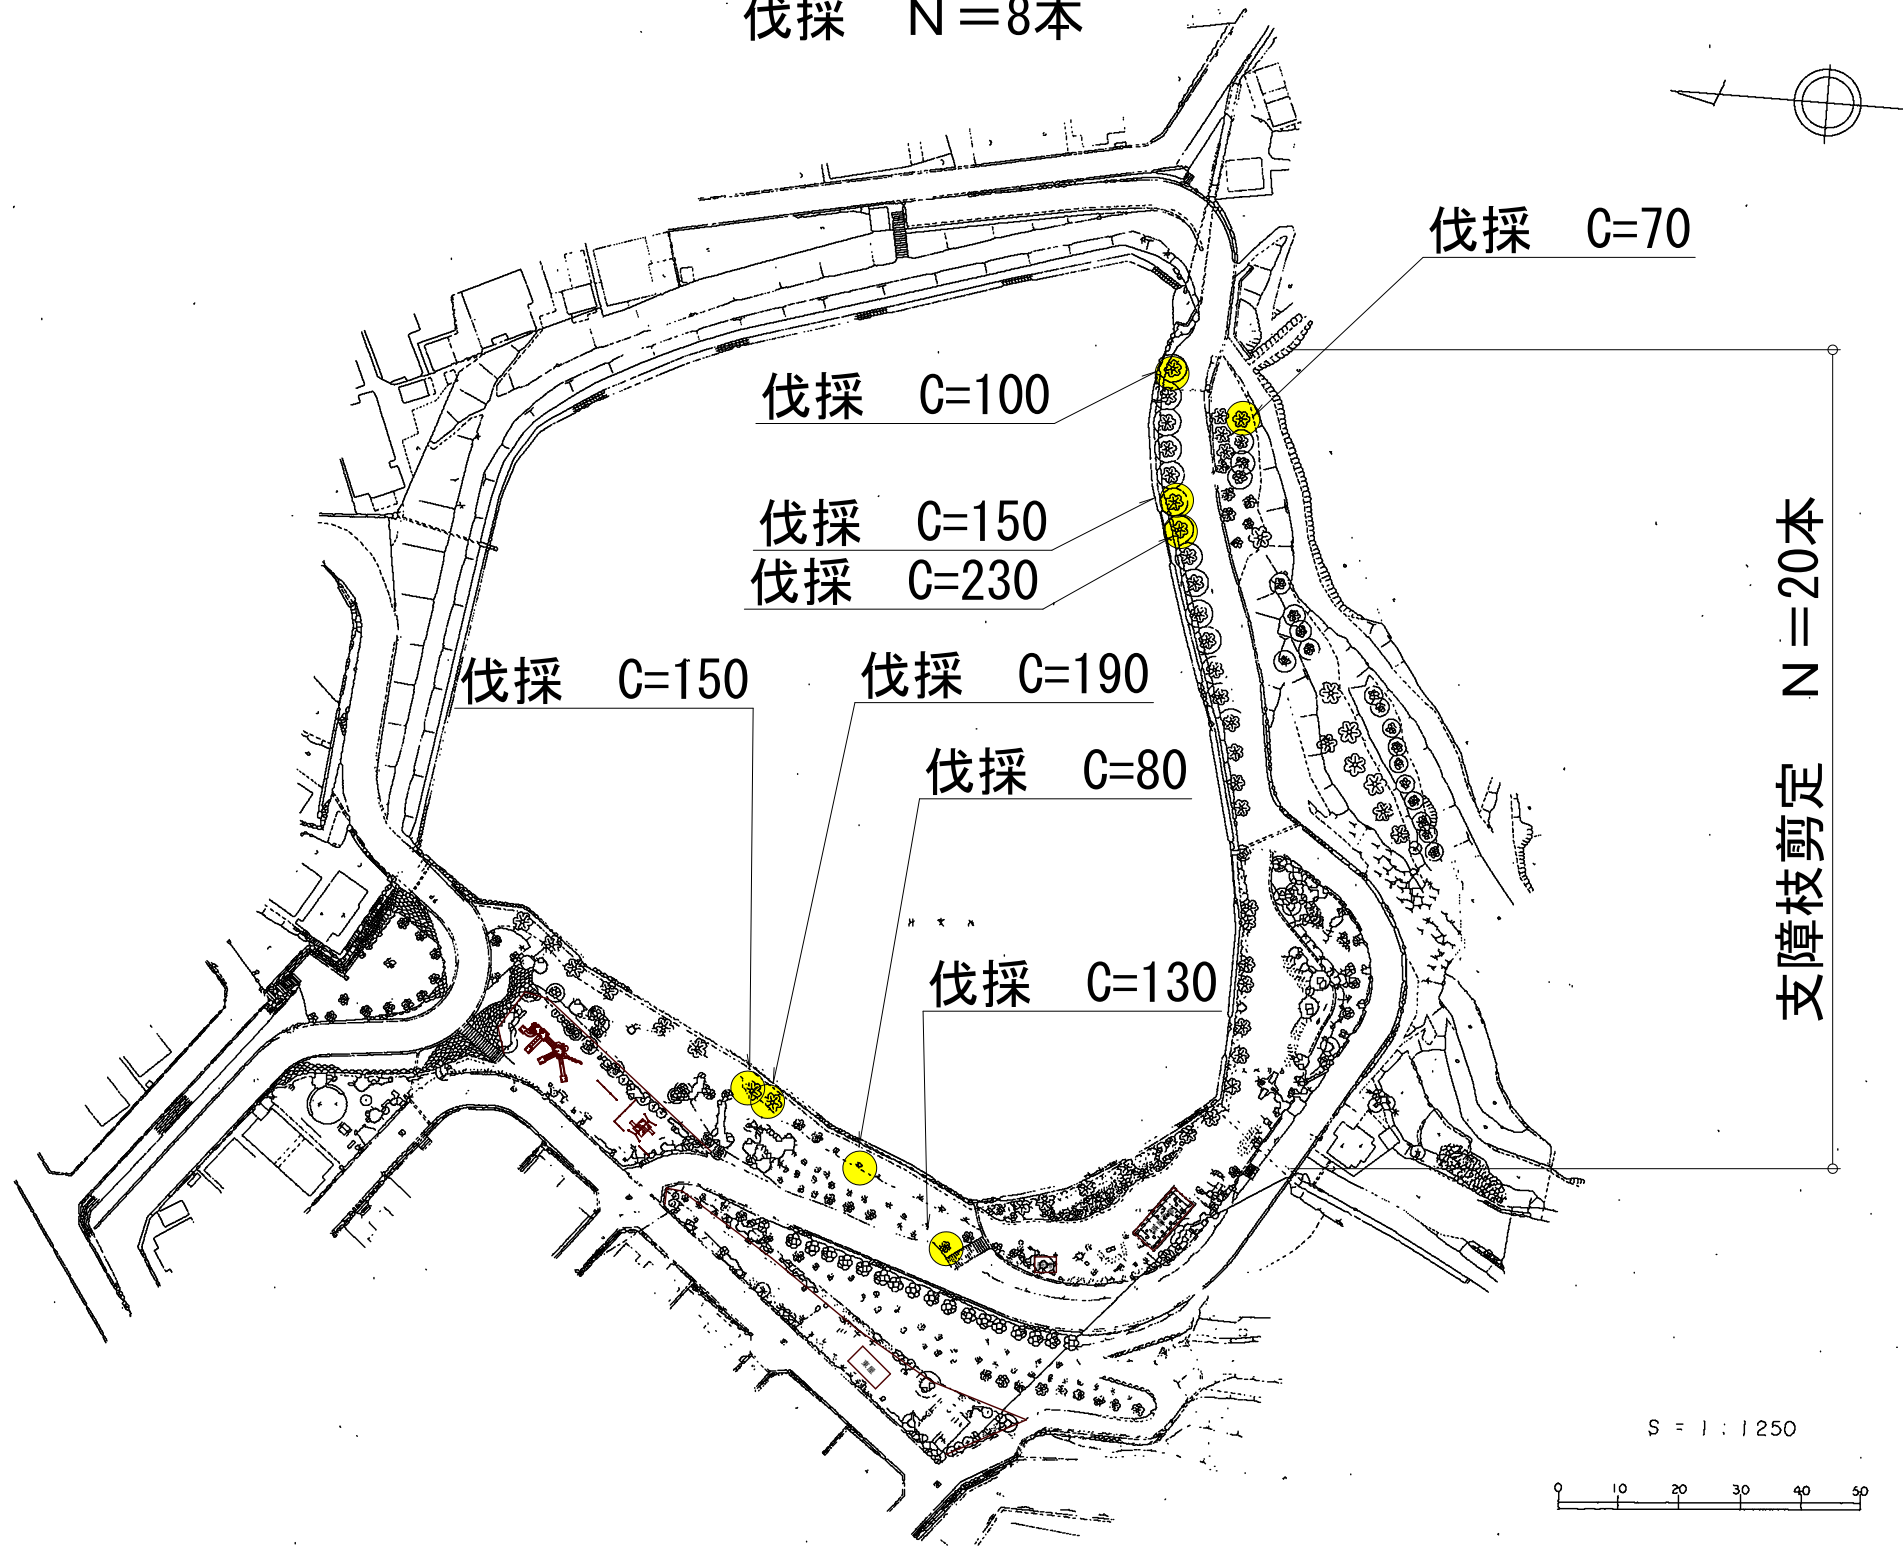 伐採　Ｎ＝8本
伐採　C=70
伐採　C=100
伐採　C=150
伐採　C=230
伐採　C=150
伐採　C=190
伐採　C=80
伐採　C=130
支障枝剪定　Ｎ＝20本
S = 1 : 1250
0 10 20 30 40 50